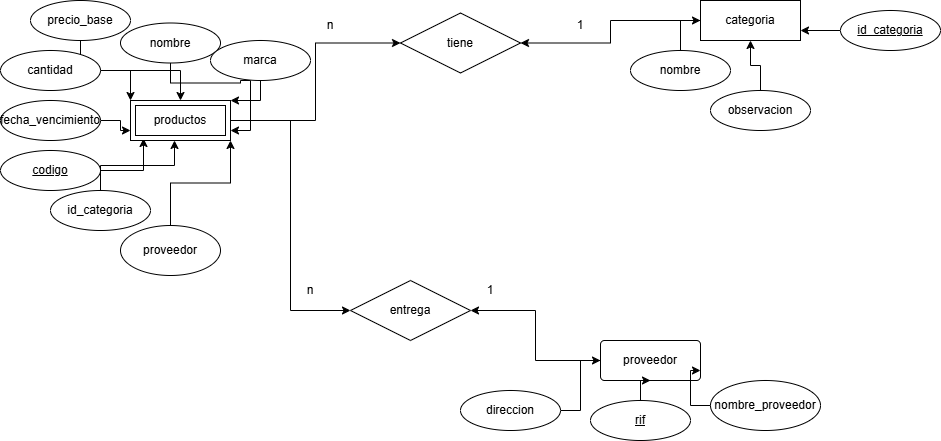 precio_base
n
1
categoria
id_categoria
nombre
tiene
cantidad
marca
nombre
observacion
fecha_vencimiento
productos
codigo
id_categoria
proveedor
n
1
entrega
proveedor
direccion
rif
nombre_proveedor